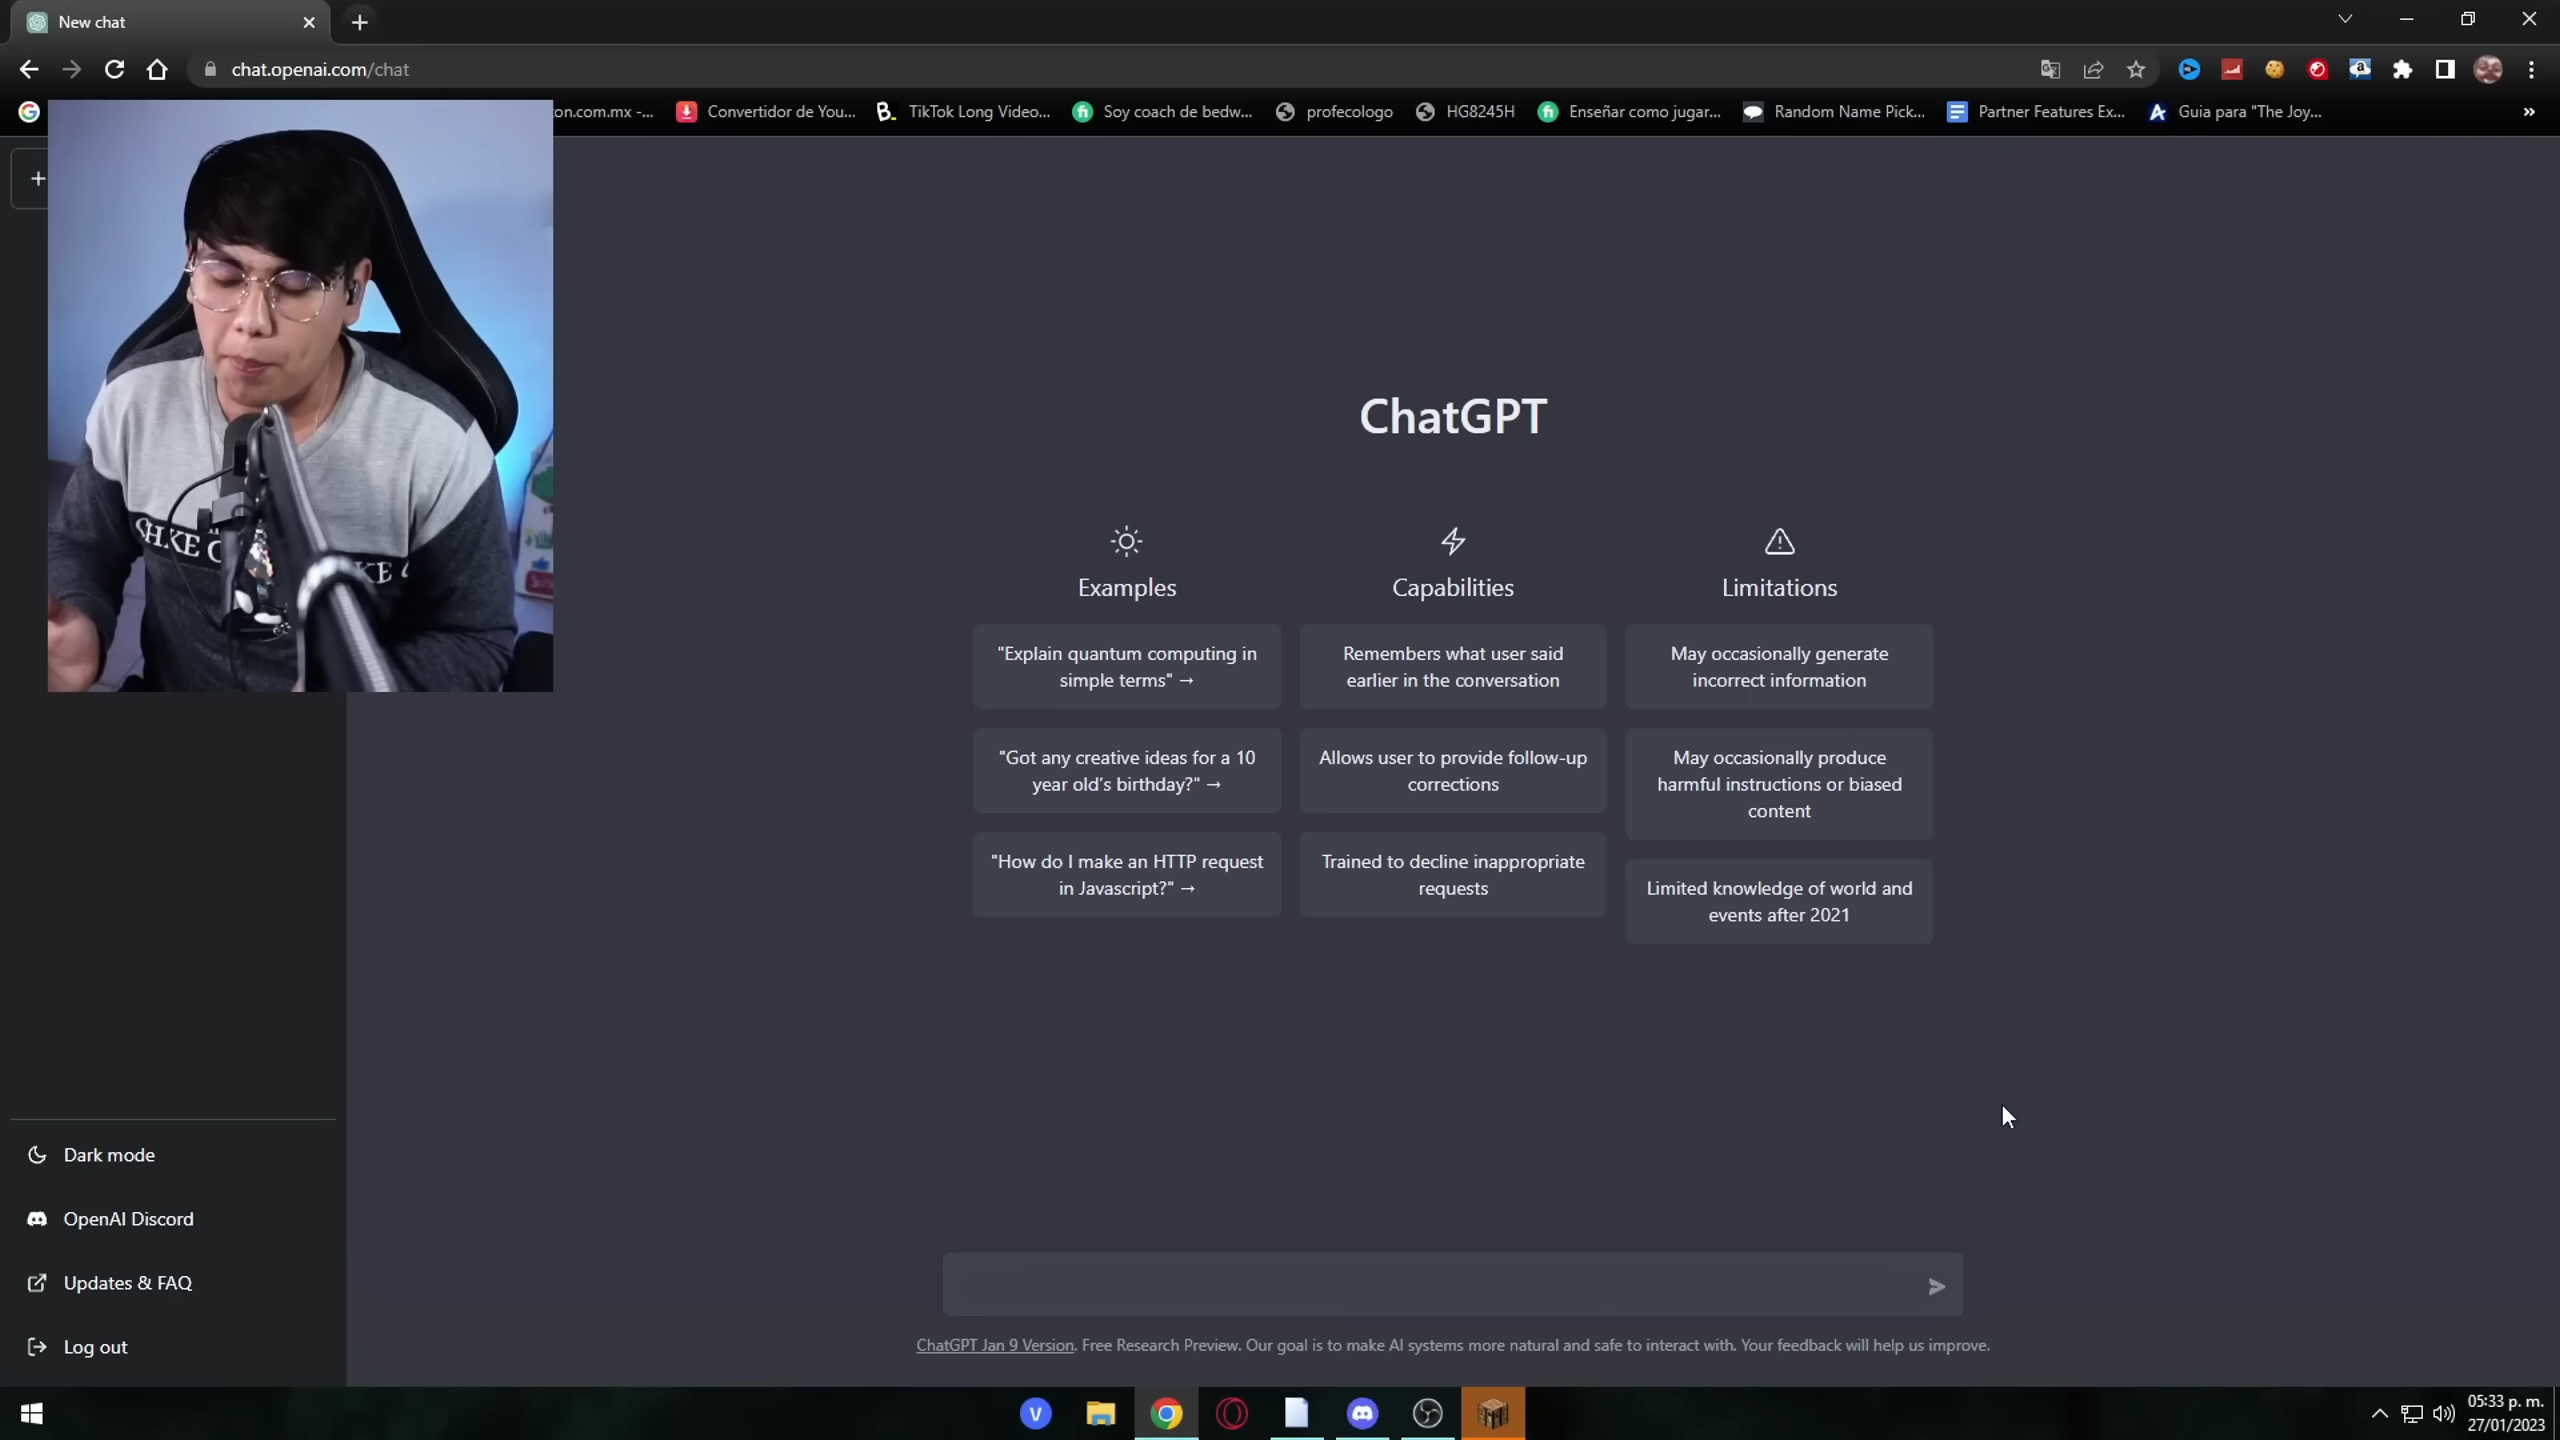 New chat
chat.openai.com/chat
on.com.mx -...
Convertidor de You...
TikTok Long Video...
Soy coach de bedw...
profecologo
HG8245H
Enseñar como jugar...
Random Name Pick...
Partner Features Ex...
Guia para "The Joy...
ChatGPT
Examples
"Explain quantum computing in
simple terms" →
"Got any creative ideas for a 10
year old's birthday?" →
"How do I make an HTTP request
in Javascript?" →
Capabilities
Remembers what user said
earlier in the conversation
Allows user to provide follow-up
corrections
Trained to decline inappropriate
requests
Limitations
May occasionally generate
incorrect information
May occasionally produce
harmful instructions or biased
content
Limited knowledge of world and
events after 2021
Dark mode
OpenAI Discord
Updates & FAQ
Log out
ChatGPT Jan 9 Version. Free Research Preview. Our goal is to make AI systems more natural and safe to interact with. Your feedback will help us improve.
05:33 p. m.
27/01/2023